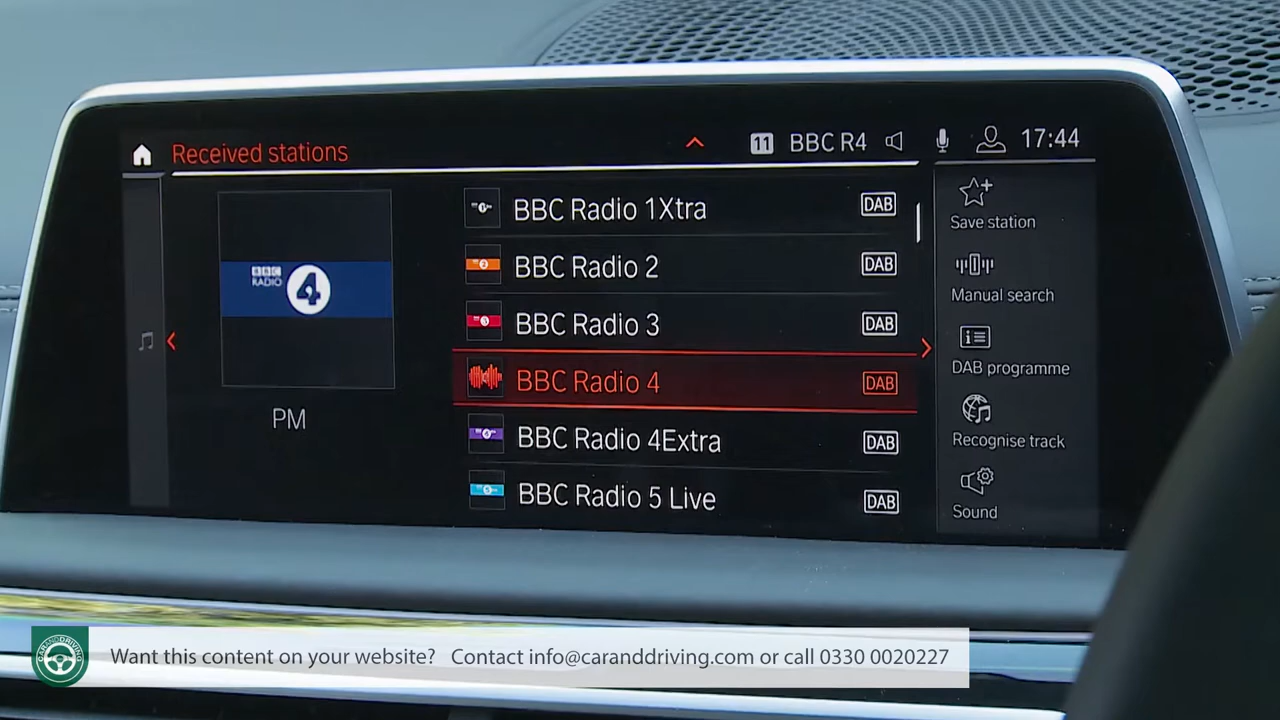 Received stations
11 BBC R4
17:44
BBC
RADIO
4
PM
BBC Radio 1Xtra DAB
BBC Radio 2 DAB
BBC Radio 3 DAB
BBC Radio 4 DAB
BBC Radio 4Extra DAB
BBC Radio 5 Live DAB
Save station
Manual search
DAB programme
Recognise track
Sound
CARANDDRIVING
Want this content on your website? Contact info@caranddriving.com or call 0330 0020227